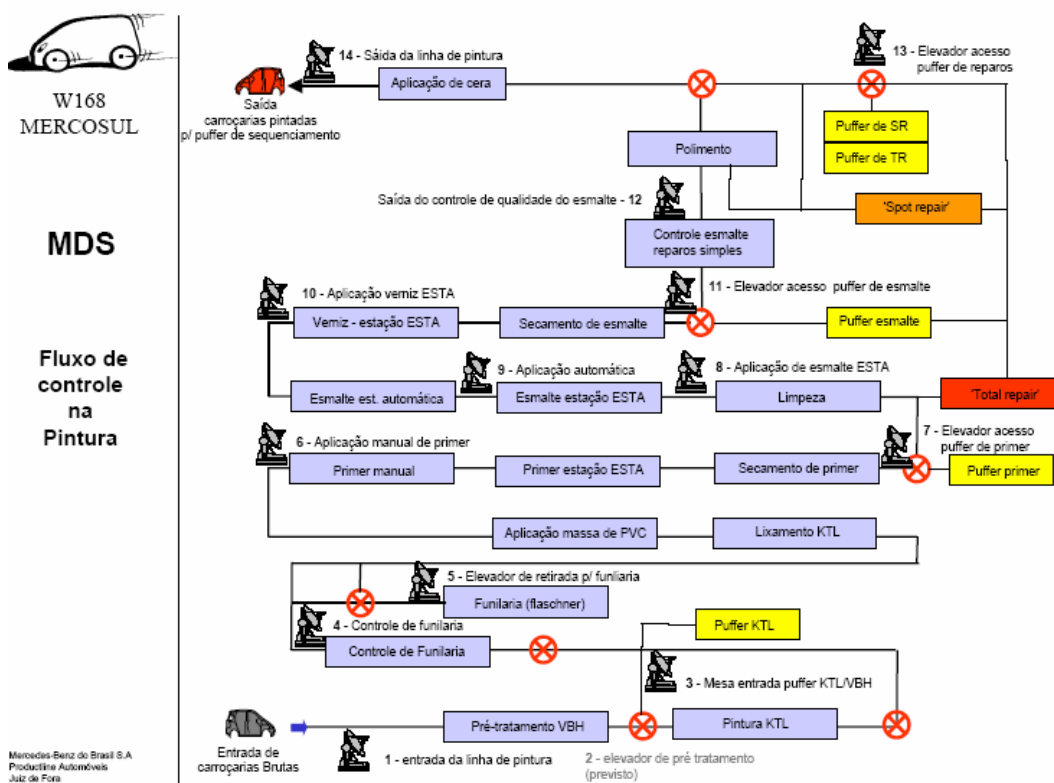 W168
MERCOSUL
MDS
Fluxo de
controle
na
Pintura
Mercedes-Benz do Brasil S.A
Productline Automóveis
Juiz de Fora
14 - Sáida da linha de pintura
Aplicação de cera
Saída
carroçarias pintadas
p/ puffer de sequenciamento
13 - Elevador acesso
puffer de reparos
Puffer de SR
Puffer de TR
Polimento
Saída do controle de qualidade do esmalte - 12
'Spot repair'
Controle esmalte
reparos simples
11 - Elevador acesso puffer de esmalte
10 - Aplicação verniz ESTA
Verniz - estação ESTA
Secamento de esmalte
Puffer esmalte
9 - Aplicação automática
8 - Aplicação de esmalte ESTA
Esmalte est. automática
Esmalte estação ESTA
Limpeza
'Total repair'
7 - Elevador acesso
puffer de primer
6 - Aplicação manual de primer
Primer manual
Primer estação ESTA
Secamento de primer
Puffer primer
Aplicação massa de PVC
Lixamento KTL
5 - Elevador de retirada p/ funliaria
Funilaria (flaschner)
4 - Controle de funilaria
Controle de Funilaria
Puffer KTL
3 - Mesa entrada puffer KTL/VBH
Pré-tratamento VBH
Pintura KTL
Entrada de
carroçarias Brutas
1 - entrada da linha de pintura
2 - elevador de pré tratamento
(previsto)